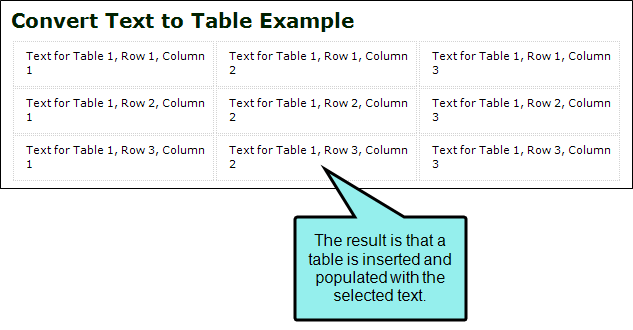 Convert Text to Table Example
Text for Table 1, Row 1, Column
1
Text for Table 1, Row 1, Column
2
Text for Table 1, Row 1, Column
3
Text for Table 1, Row 2, Column
1
Text for Table 1, Row 2, Column
2
Text for Table 1, Row 2, Column
3
Text for Table 1, Row 3, Column
1
Text for Table 1, Row 3, Column
2
Text for Table 1, Row 3, Column
3
The result is that a
table is inserted and
populated with the
selected text.